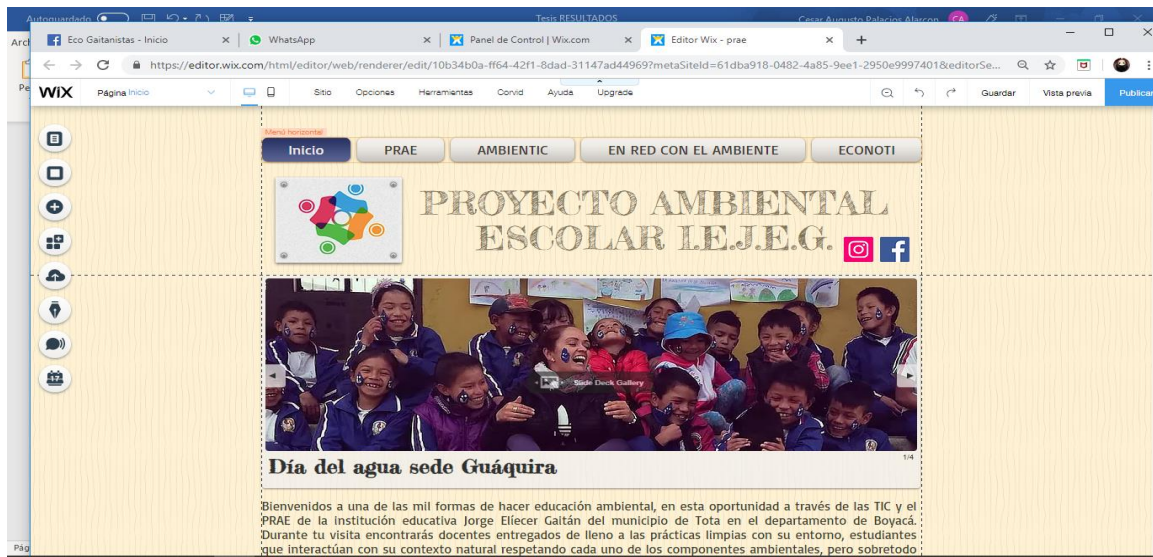 Autoguardado
Tesis RESULTADOS
Cesar Augusto Palacios Alarcon CA
Arc
Eco Gaitanistas - Inicio
WhatsApp
Panel de Control | Wix.com
Editor Wix - prae
https://editor.wix.com/html/editor/web/renderer/edit/10b34b0a-ff64-42f1-8dad-31147ad44969?metaSiteId=61dba918-0482-4a85-9ee1-2950e9997401&editorSe...
Pe
WiX Página Inicio Sitio Opciones Herramientas Corvid Ayuda Upgrade Guardar Vista previa Publicar
Menú horizontal
Inicio PRAE AMBIENTIC EN RED CON EL AMBIENTE ECONOTI
PROYECTO AMBIENTAL
ESCOLAR I.E.J.E.G.
17
Slide Deck Gallery
1/4
Día del agua sede Guáquira
Bienvenidos a una de las mil formas de hacer educación ambiental, en esta oportunidad a través de las TIC y el
PRAE de la institución educativa Jorge Elíecer Gaitán del municipio de Tota en el departamento de Boyacá.
Durante tu visita encontrarás docentes entregados de lleno a las prácticas limpias con su entorno, estudiantes
que interactúan con su contexto natural respetando cada uno de los componentes ambientales, pero sobretodo
Pág